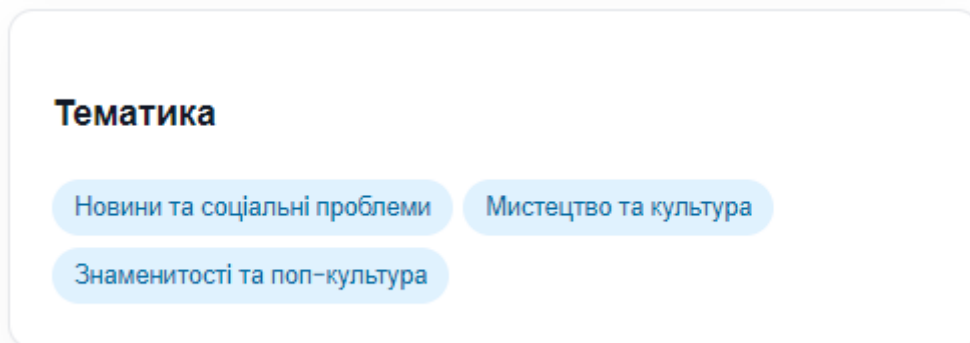 Тематика
Новини та соціальні проблеми Мистецтво та культура
Знаменитості та поп-культура